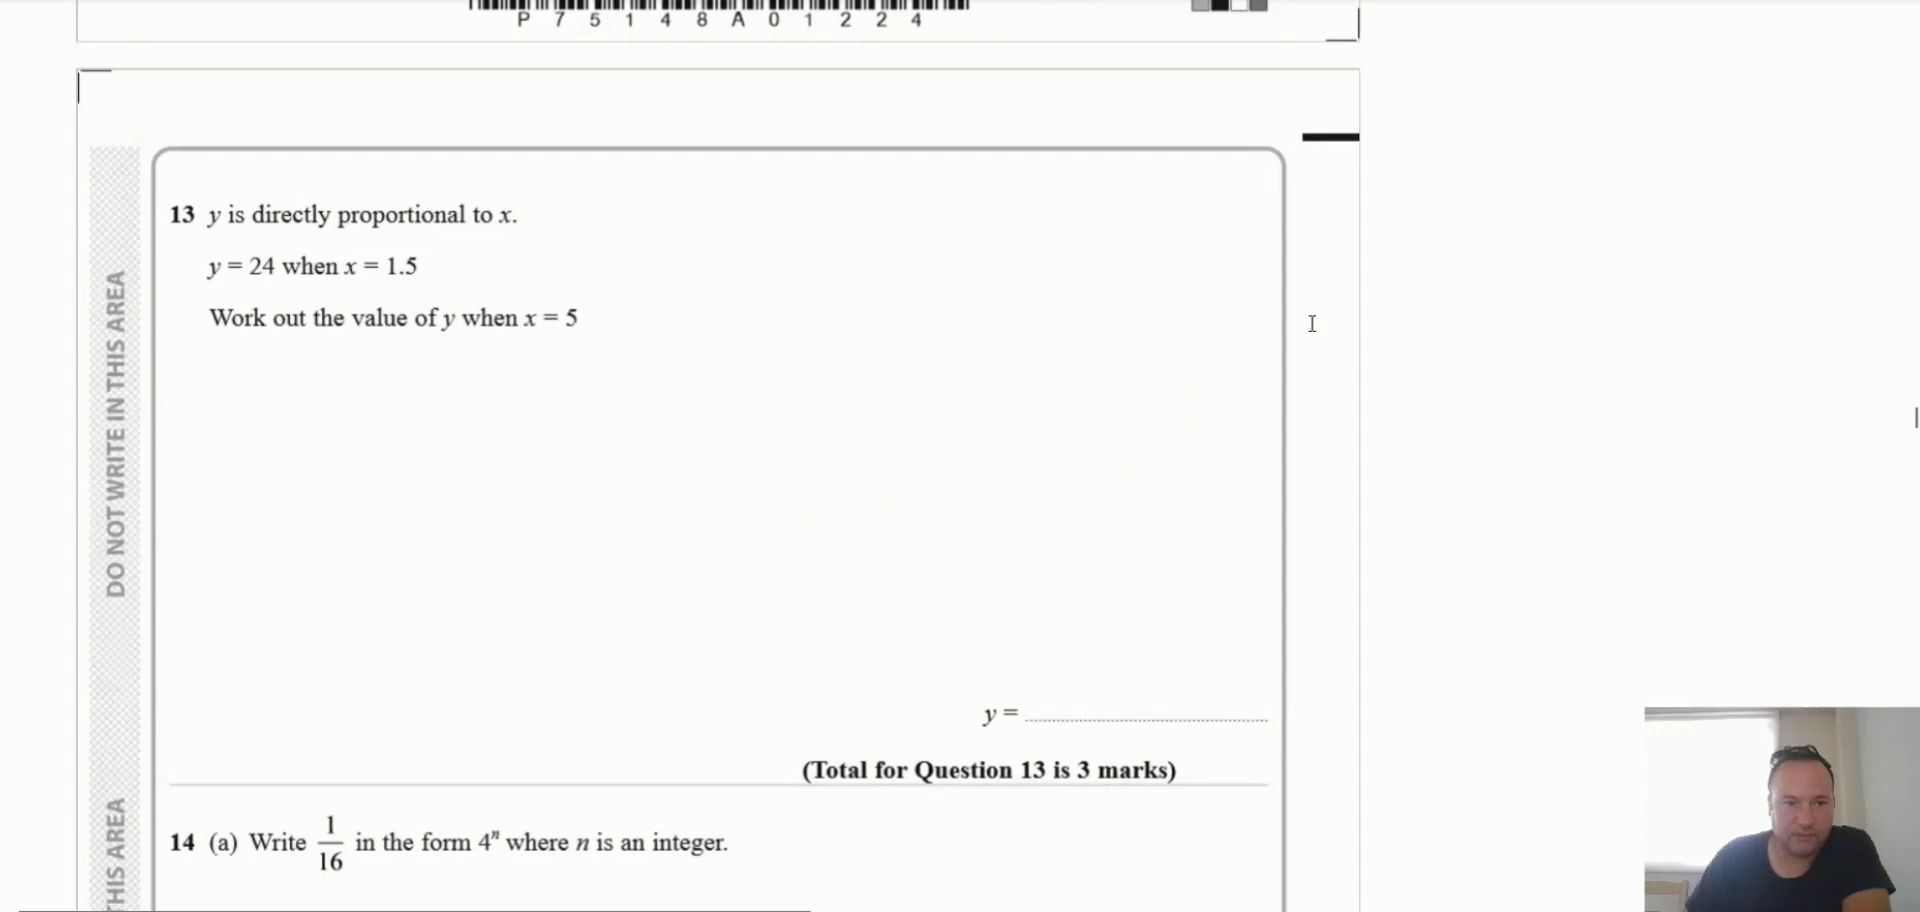 P 7 5 1 4 8 A 0 1 2 2 4
DO NOT WRITE IN THIS AREA
13 y is directly proportional to x.
y = 24 when x = 1.5
Work out the value of y when x = 5
y =
(Total for Question 13 is 3 marks)
THIS AREA
14 (a) Write 1/16 in the form 4ⁿ where n is an integer.